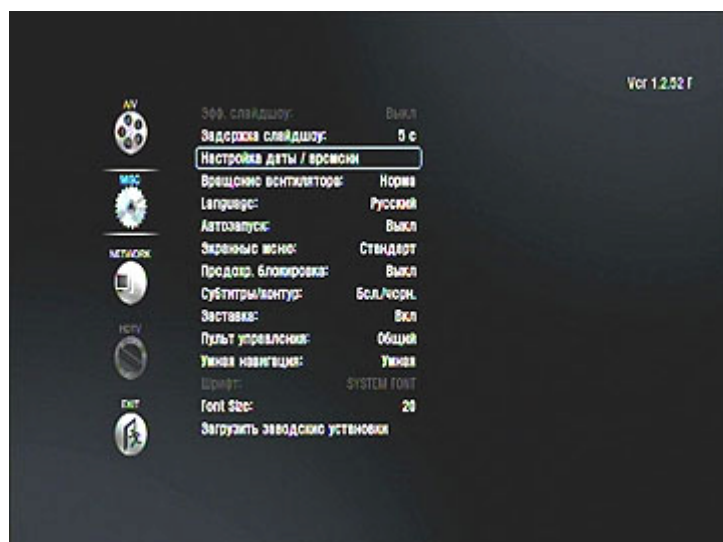 Ver 1.2.52 Г
A/V
Эфф. слайдшоу: Выкл
Задержка слайдшоу: 5 с
Настройка даты / времени
MISC
Вращение вентилятора: Норма
Language: Русский
Автозапуск: Выкл
NETWORK
Экранные меню: Стандарт
Предохр. блокировка: Выкл
Субтитры/контур: Бел./черн.
Заставка: Вкл
HDTV
Пульт управления: Общий
Умная навигация: Умная
Шрифт: SYSTEM FONT
EXIT
Font Size: 20
Загрузить заводские установки